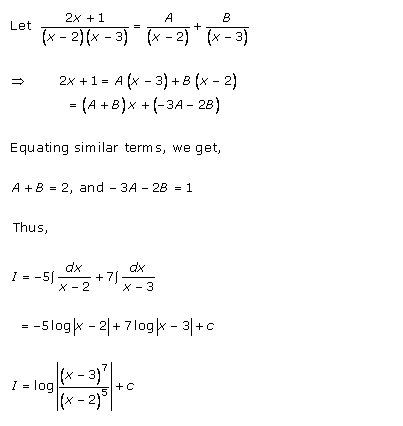 Let (2x + 1)/((x − 2)(x − 3)) = A/(x − 2) + B/(x − 3)
⇒ 2x + 1 = A(x − 3) + B(x − 2)
= (A + B)x + (−3A − 2B)
Equating similar terms, we get,
A + B = 2, and − 3A − 2B = 1
Thus,
I = −5∫ dx/(x − 2) + 7∫ dx/(x − 3)
= −5log|x − 2| + 7log|x − 3| + c
I = log|(x − 3)⁷/(x − 2)⁵| + c